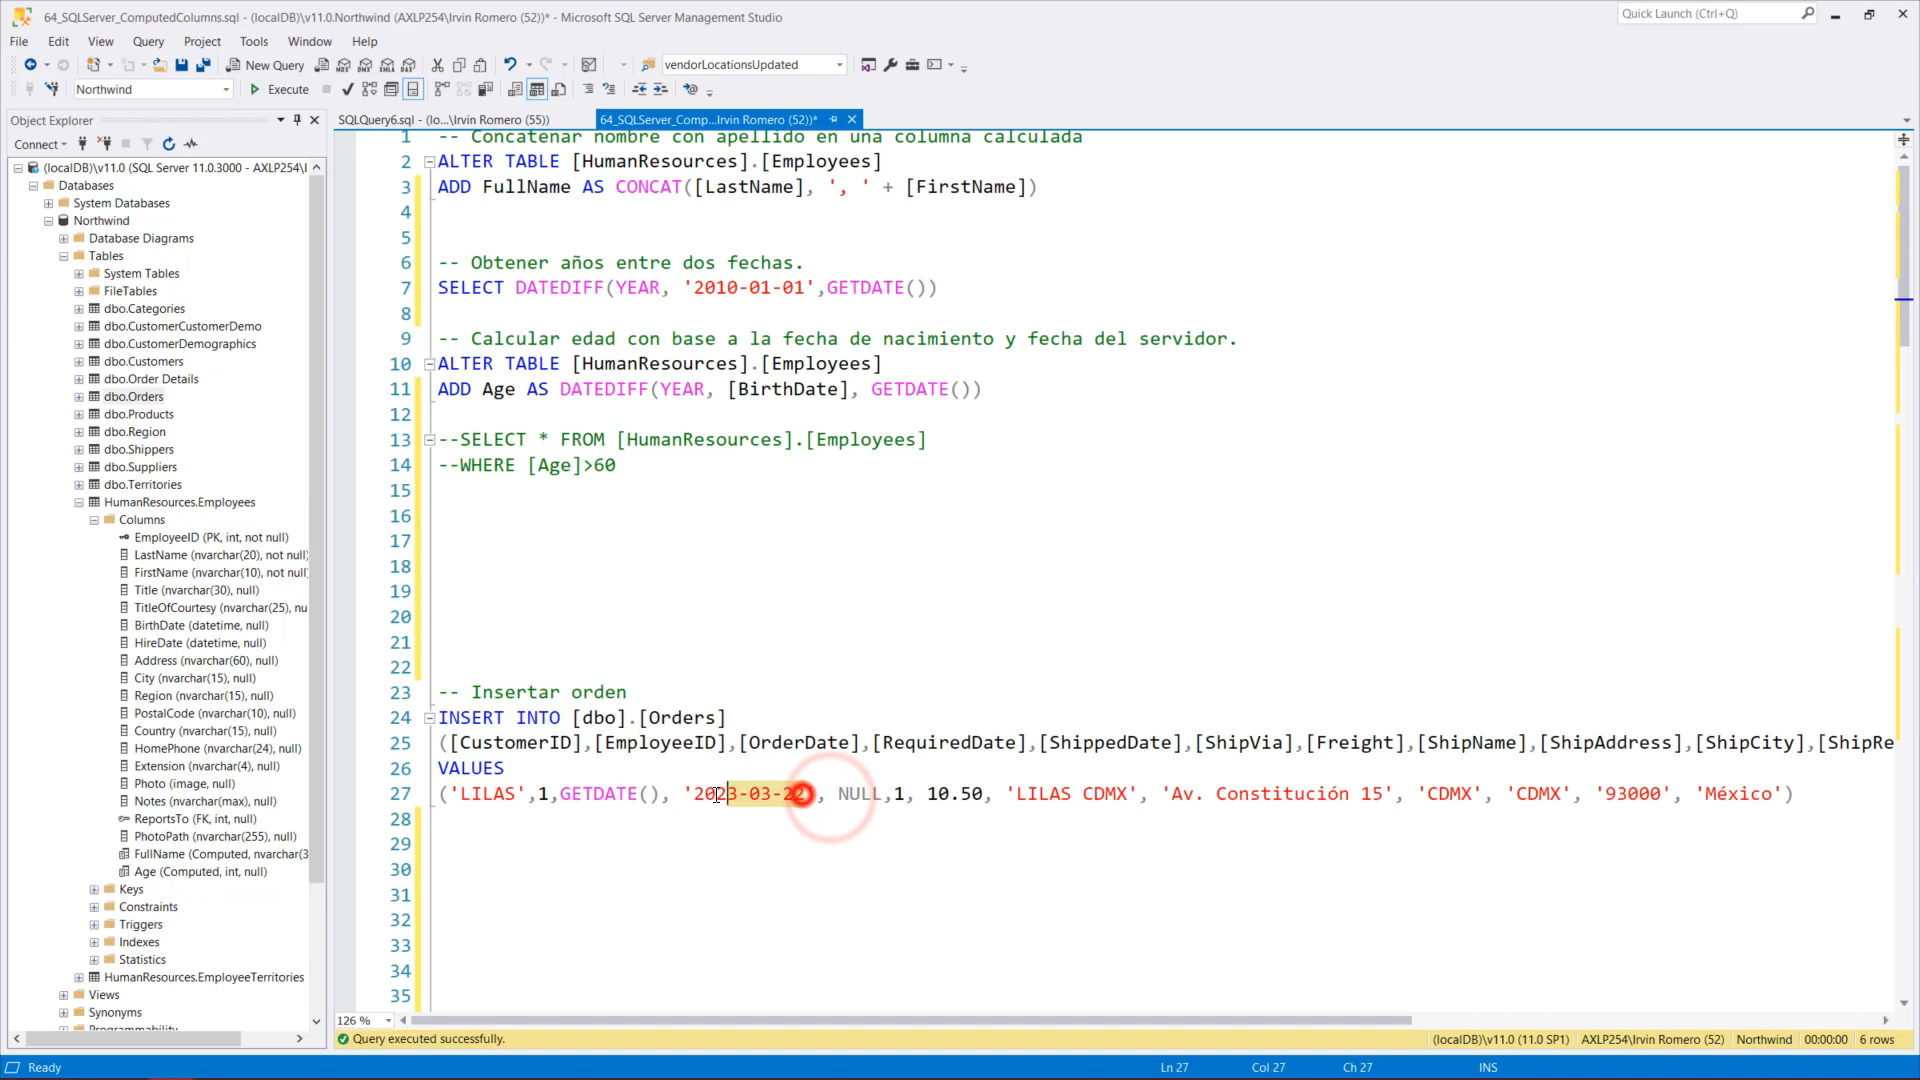 64_SQLServer_ComputedColumns.sql - (localDB)\v11.0.Northwind (AXLP254\Irvin Romero (52))* - Microsoft SQL Server Management Studio
Quick Launch (Ctrl+Q)
File Edit View Query Project Tools Window Help
New Query
MDX DMX XMLA DAX
vendorLocationsUpdated
Northwind
Execute
Object Explorer
SQLQuery6.sql - (lo...\Irvin Romero (55))
64_SQLServer_Comp...Irvin Romero (52))*
Connect
(localDB)\v11.0 (SQL Server 11.0.3000 - AXLP254\I
Databases
System Databases
Northwind
Database Diagrams
Tables
System Tables
FileTables
dbo.Categories
dbo.CustomerCustomerDemo
dbo.CustomerDemographics
dbo.Customers
dbo.Order Details
dbo.Orders
dbo.Products
dbo.Region
dbo.Shippers
dbo.Suppliers
dbo.Territories
HumanResources.Employees
Columns
EmployeeID (PK, int, not null)
LastName (nvarchar(20), not null)
FirstName (nvarchar(10), not null)
Title (nvarchar(30), null)
TitleOfCourtesy (nvarchar(25), nu
BirthDate (datetime, null)
HireDate (datetime, null)
Address (nvarchar(60), null)
City (nvarchar(15), null)
Region (nvarchar(15), null)
PostalCode (nvarchar(10), null)
Country (nvarchar(15), null)
HomePhone (nvarchar(24), null)
Extension (nvarchar(4), null)
Photo (image, null)
Notes (nvarchar(max), null)
ReportsTo (FK, int, null)
PhotoPath (nvarchar(255), null)
FullName (Computed, nvarchar(3
Age (Computed, int, null)
Keys
Constraints
Triggers
Indexes
Statistics
HumanResources.EmployeeTerritories
Views
Synonyms
Programmability
1 -- Concatenar nombre con apellido en una columna calculada
2 ALTER TABLE [HumanResources].[Employees]
3 ADD FullName AS CONCAT([LastName], ', ' + [FirstName])
4
5
6 -- Obtener años entre dos fechas.
7 SELECT DATEDIFF(YEAR, '2010-01-01',GETDATE())
8
9 -- Calcular edad con base a la fecha de nacimiento y fecha del servidor.
10 ALTER TABLE [HumanResources].[Employees]
11 ADD Age AS DATEDIFF(YEAR, [BirthDate], GETDATE())
12
13 --SELECT * FROM [HumanResources].[Employees]
14 --WHERE [Age]>60
15
16
17
18
19
20
21
22
23 -- Insertar orden
24 INSERT INTO [dbo].[Orders]
25 ([CustomerID],[EmployeeID],[OrderDate],[RequiredDate],[ShippedDate],[ShipVia],[Freight],[ShipName],[ShipAddress],[ShipCity],[ShipRe
26 VALUES
27 ('LILAS',1,GETDATE(), '2023-03-22', NULL,1, 10.50, 'LILAS CDMX', 'Av. Constitución 15', 'CDMX', 'CDMX', '93000', 'México')
28
29
30
31
32
33
34
35
126 %
Query executed successfully.
(localDB)\v11.0 (11.0 SP1) AXLP254\Irvin Romero (52) Northwind 00:00:00 6 rows
Ready
Ln 27 Col 27 Ch 27 INS